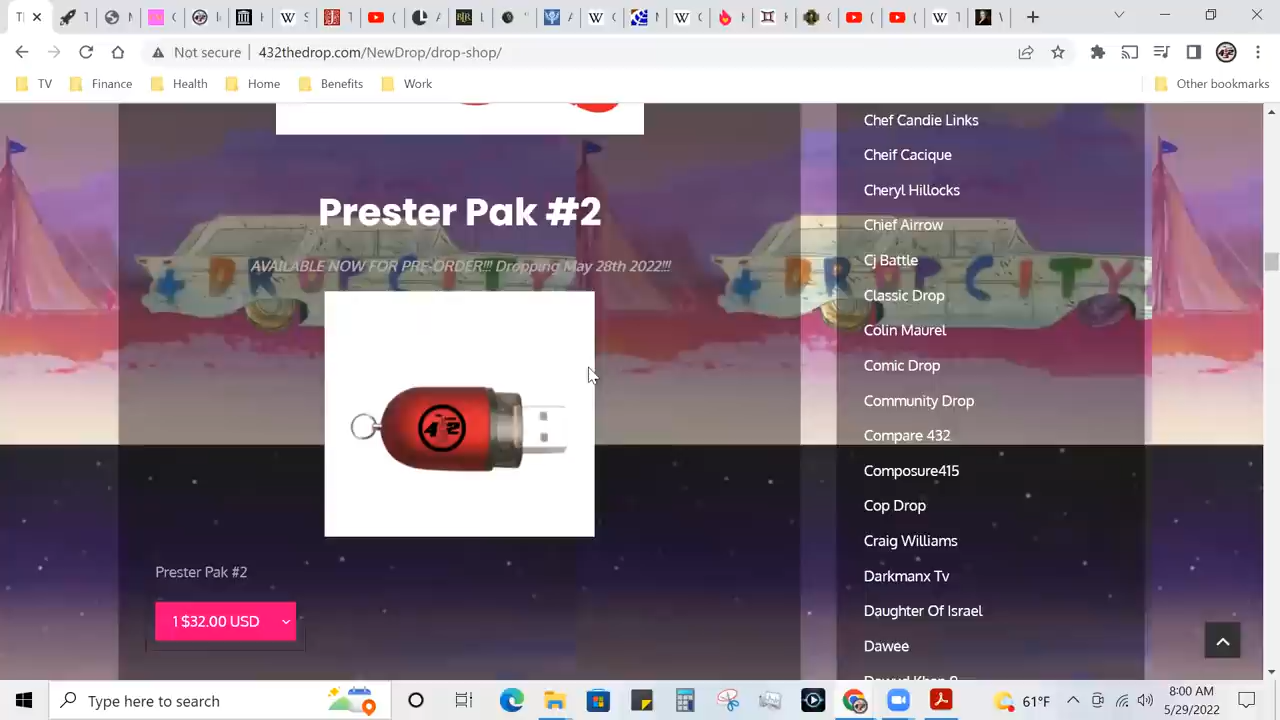 Not secure
432thedrop.com/NewDrop/drop-shop/
TV
Finance
Health
Home
Benefits
Work
Other bookmarks
Prester Pak #2
AVAILABLE NOW FOR PRE-ORDER!!! Dropping May 28th 2022!!!
Prester Pak #2
1 $32.00 USD
Chef Candie Links
Cheif Cacique
Cheryl Hillocks
Chief Airrow
Cj Battle
Classic Drop
Colin Maurel
Comic Drop
Community Drop
Compare 432
Composure415
Cop Drop
Craig Williams
Darkmanx Tv
Daughter Of Israel
Dawee
Type here to search
61°F
8:00 AM
5/29/2022